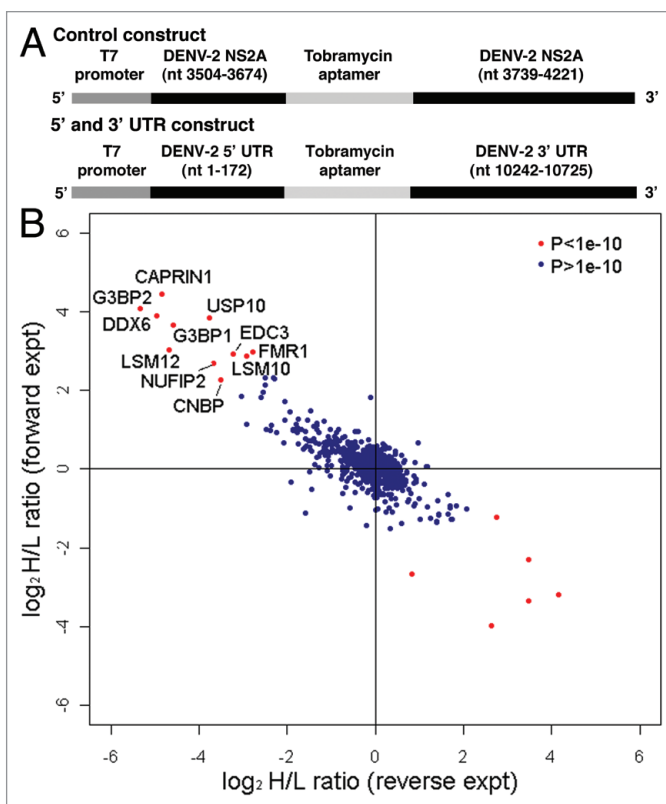 A
Control construct
T7 promoter
DENV-2 NS2A (nt 3504-3674)
Tobramycin aptamer
DENV-2 NS2A (nt 3739-4221)
5’ 3’
5’ and 3’ UTR construct
T7 promoter
DENV-2 5’ UTR (nt 1-172)
Tobramycin aptamer
DENV-2 3’ UTR (nt 10242-10725)
5’ 3’
B
P<1e-10
P>1e-10
CAPRIN1
G3BP2
USP10
DDX6
G3BP1
EDC3
FMR1
LSM12
LSM10
NUFIP2
CNBP
log2 H/L ratio (forward expt)
6
4
2
0
-2
-4
-6
-6 -4 -2 0 2 4 6
log2 H/L ratio (reverse expt)